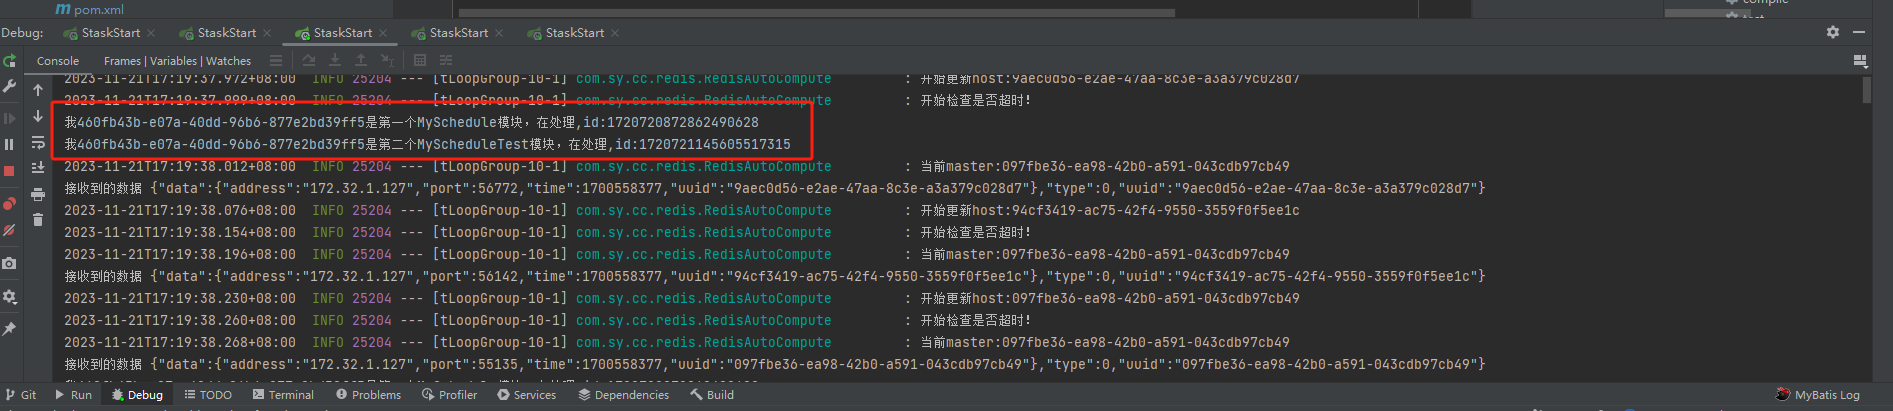 pom.xml
compile
test
Debug: StaskStart StaskStart StaskStart StaskStart StaskStart
Console Frames | Variables | Watches
2023-11-21T17:19:37.972+08:00 INFO 25204 --- [tLoopGroup-10-1] com.sy.cc.redis.RedisAutoCompute : 开始更新host:9aec0d56-e2ae-47aa-8c3e-a3a379c028d7
2023-11-21T17:19:37.999+08:00 INFO 25204 --- [tLoopGroup-10-1] com.sy.cc.redis.RedisAutoCompute : 开始检查是否超时!
我460fb43b-e07a-40dd-96b6-877e2bd39ff5是第一个MySchedule模块，在处理,id:1720720872862490628
我460fb43b-e07a-40dd-96b6-877e2bd39ff5是第二个MyScheduleTest模块，在处理,id:1720721145605517315
2023-11-21T17:19:38.012+08:00 INFO 25204 --- [tLoopGroup-10-1] com.sy.cc.redis.RedisAutoCompute : 当前master:097fbe36-ea98-42b0-a591-043cdb97cb49
接收到的数据 {"data":{"address":"172.32.1.127","port":56772,"time":1700558377,"uuid":"9aec0d56-e2ae-47aa-8c3e-a3a379c028d7"},"type":0,"uuid":"9aec0d56-e2ae-47aa-8c3e-a3a379c028d7"}
2023-11-21T17:19:38.076+08:00 INFO 25204 --- [tLoopGroup-10-1] com.sy.cc.redis.RedisAutoCompute : 开始更新host:94cf3419-ac75-42f4-9550-3559f0f5ee1c
2023-11-21T17:19:38.154+08:00 INFO 25204 --- [tLoopGroup-10-1] com.sy.cc.redis.RedisAutoCompute : 开始检查是否超时!
2023-11-21T17:19:38.196+08:00 INFO 25204 --- [tLoopGroup-10-1] com.sy.cc.redis.RedisAutoCompute : 当前master:097fbe36-ea98-42b0-a591-043cdb97cb49
接收到的数据 {"data":{"address":"172.32.1.127","port":56142,"time":1700558377,"uuid":"94cf3419-ac75-42f4-9550-3559f0f5ee1c"},"type":0,"uuid":"94cf3419-ac75-42f4-9550-3559f0f5ee1c"}
2023-11-21T17:19:38.230+08:00 INFO 25204 --- [tLoopGroup-10-1] com.sy.cc.redis.RedisAutoCompute : 开始更新host:097fbe36-ea98-42b0-a591-043cdb97cb49
2023-11-21T17:19:38.260+08:00 INFO 25204 --- [tLoopGroup-10-1] com.sy.cc.redis.RedisAutoCompute : 开始检查是否超时!
2023-11-21T17:19:38.268+08:00 INFO 25204 --- [tLoopGroup-10-1] com.sy.cc.redis.RedisAutoCompute : 当前master:097fbe36-ea98-42b0-a591-043cdb97cb49
接收到的数据 {"data":{"address":"172.32.1.127","port":55135,"time":1700558377,"uuid":"097fbe36-ea98-42b0-a591-043cdb97cb49"},"type":0,"uuid":"097fbe36-ea98-42b0-a591-043cdb97cb49"}
Git Run Debug TODO Terminal Problems Profiler Services Dependencies Build MyBatis Log